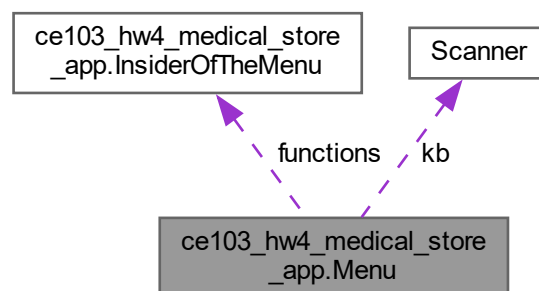 ce103_hw4_medical_store
_app.InsiderOfTheMenu
Scanner
functions
kb
ce103_hw4_medical_store
_app.Menu